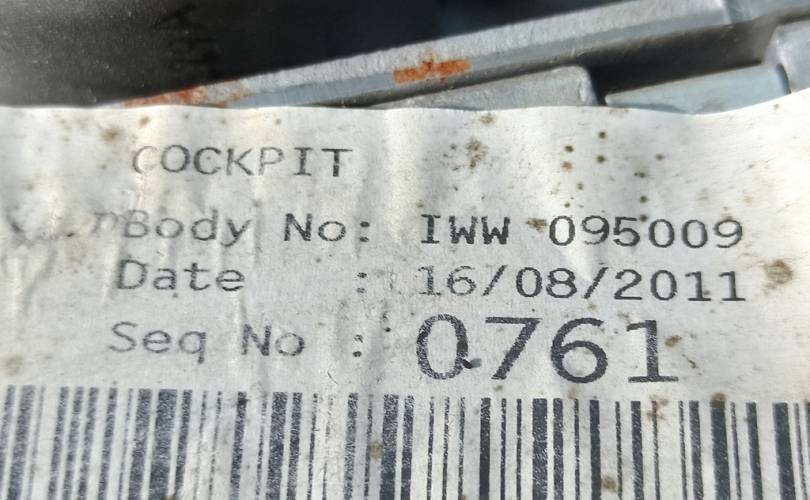 COCKPIT
Body No: IWW 095009
Date : 16/08/2011
Seq No : 0761